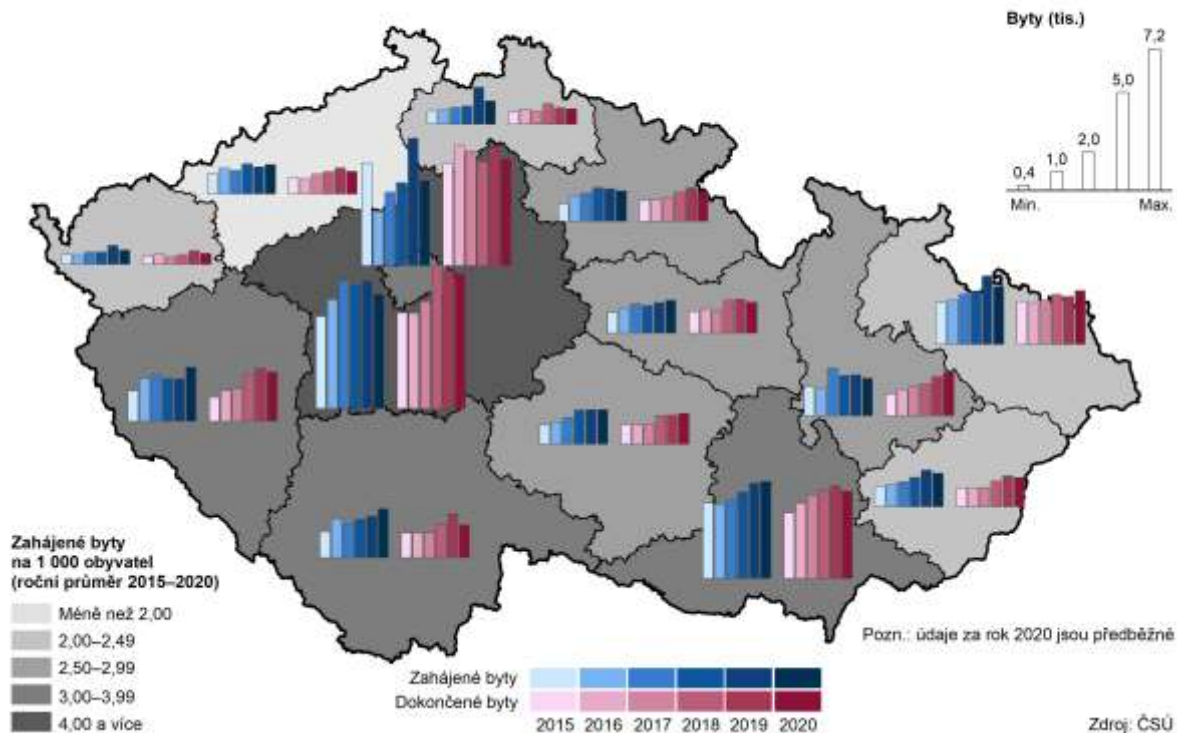 Byty (tis.)
7,2
5,0
2,0
1,0
0,4
Min.
Max.
Zahájené byty
na 1 000 obyvatel
(roční průměr 2015–2020)
Méně než 2,00
2,00–2,49
2,50–2,99
3,00–3,99
4,00 a více
Pozn.: údaje za rok 2020 jsou předběžné
Zahájené byty
Dokončené byty
2015 2016 2017 2018 2019 2020
Zdroj: ČSÚ